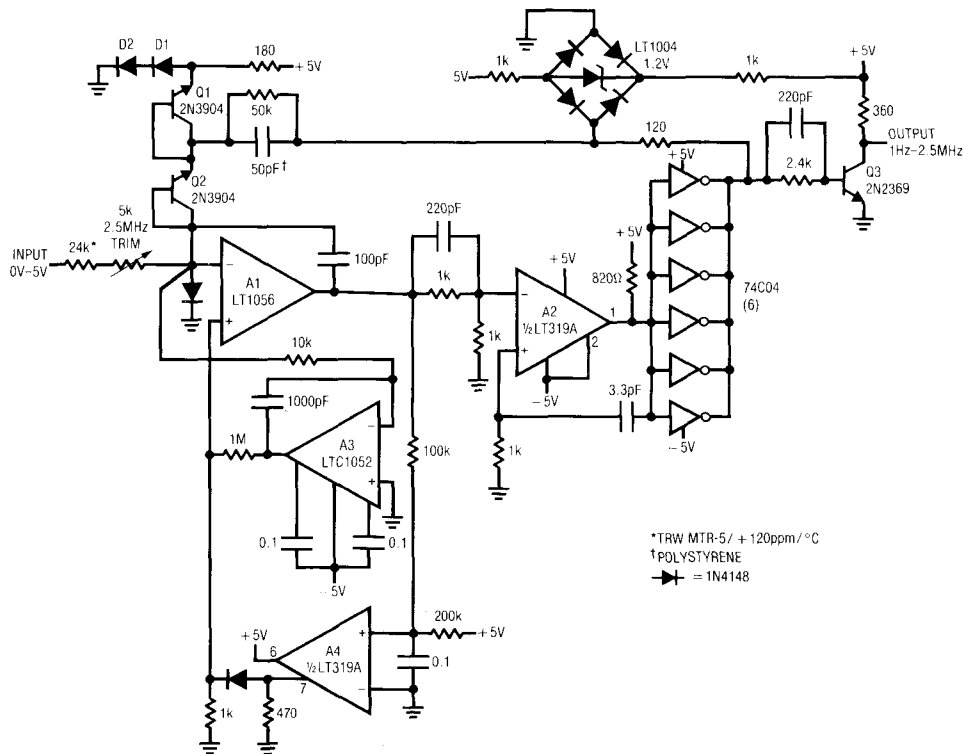 D2
D1
180
+5V
Q1
2N3904
50k
50pF†
Q2
2N3904
5k
2.5MHz
TRIM
INPUT
0V–5V
24k*
A1
LT1056
100pF
10k
1000pF
1M
A3
LTC1052
0.1
0.1
–5V
+5V
6
A4
½LT319A
7
1k
470
100k
200k
+5V
0.1
220pF
1k
1k
A2
½LT319A
+5V
1
2
–5V
1k
3.3pF
+5V
820Ω
+5V
74C04
(6)
–5V
5V
1k
LT1004
1.2V
1k
120
220pF
2.4k
+5V
360
OUTPUT
1Hz–2.5MHz
Q3
2N2369
*TRW MTR-5/+120ppm/°C
†POLYSTYRENE
= 1N4148